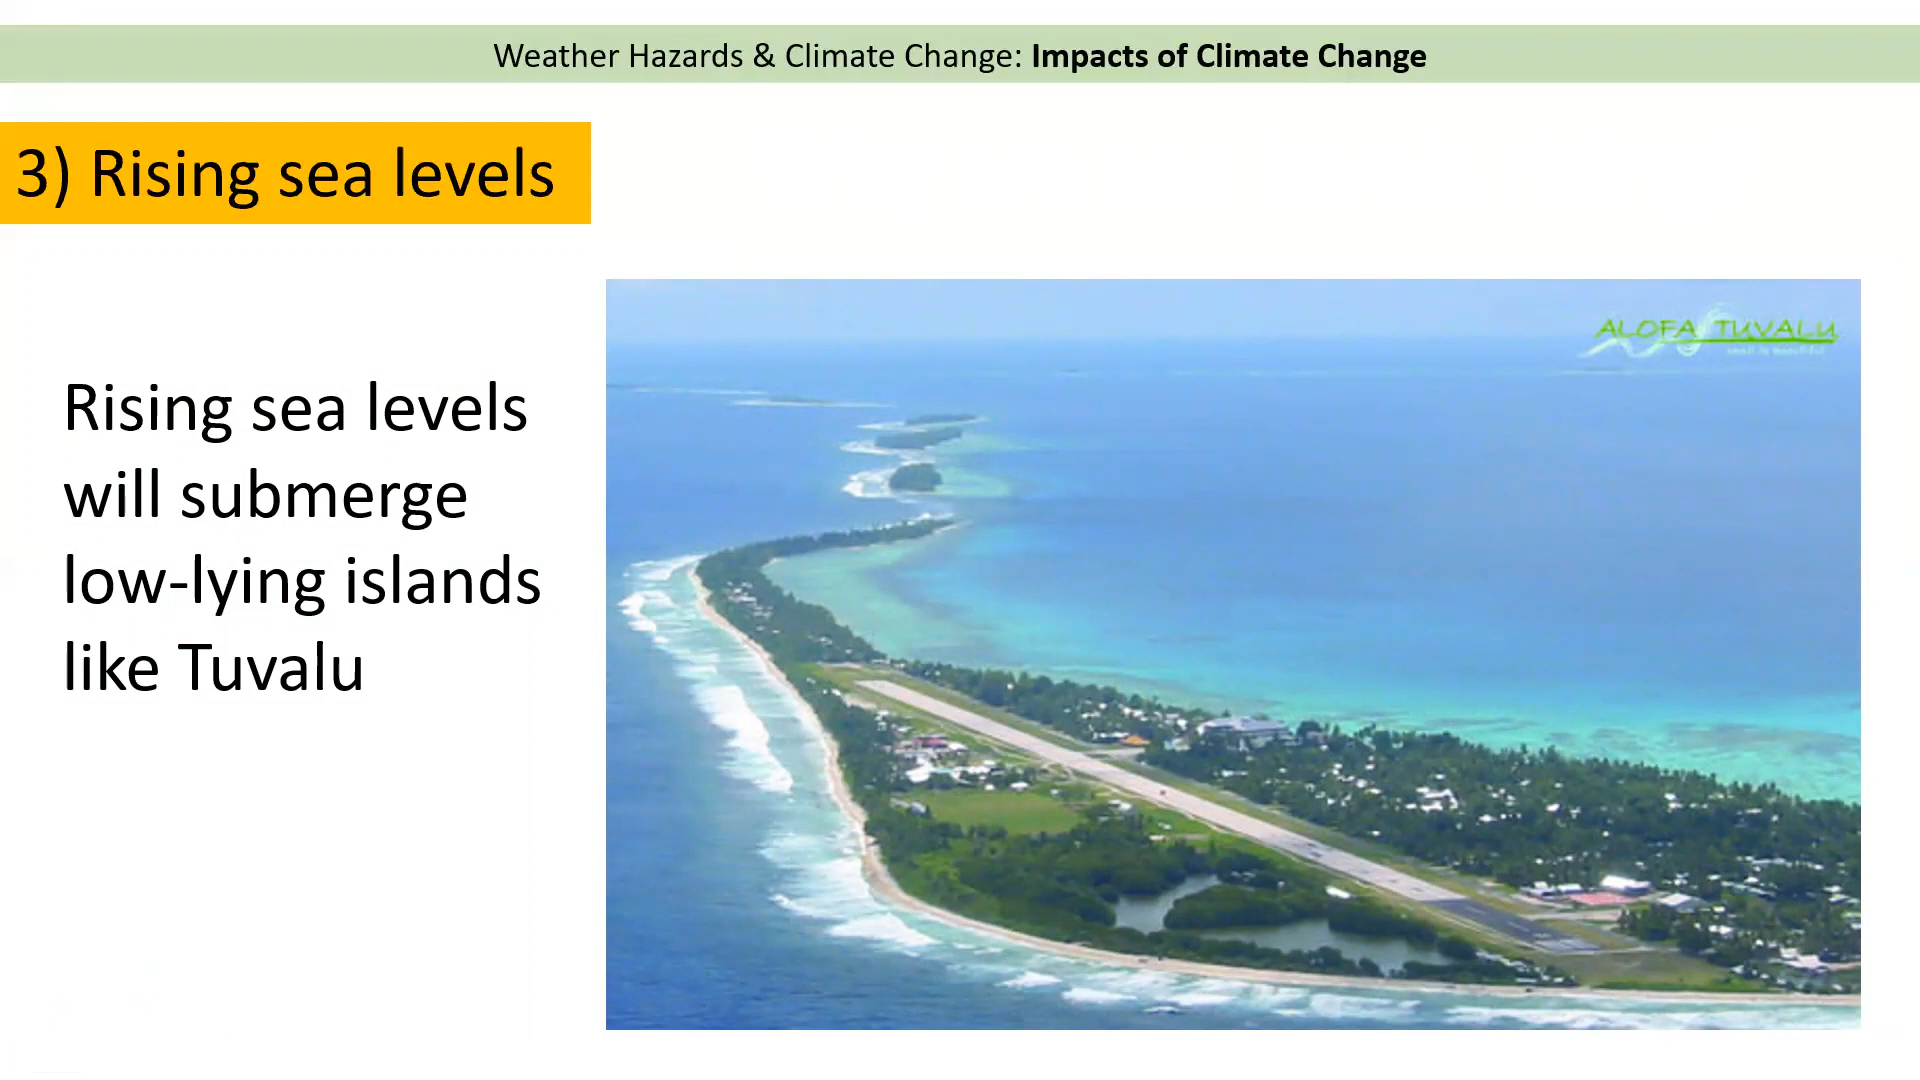 Weather Hazards & Climate Change: Impacts of Climate Change
3) Rising sea levels
ALOFA TUVALU
Rising sea levels
will submerge
low-lying islands
like Tuvalu